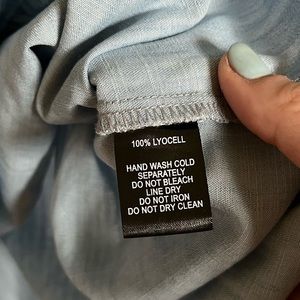 100% LYOCELL
HAND WASH COLD
SEPARATELY
DO NOT BLEACH
LINE DRY
DO NOT IRON
DO NOT DRY CLEAN